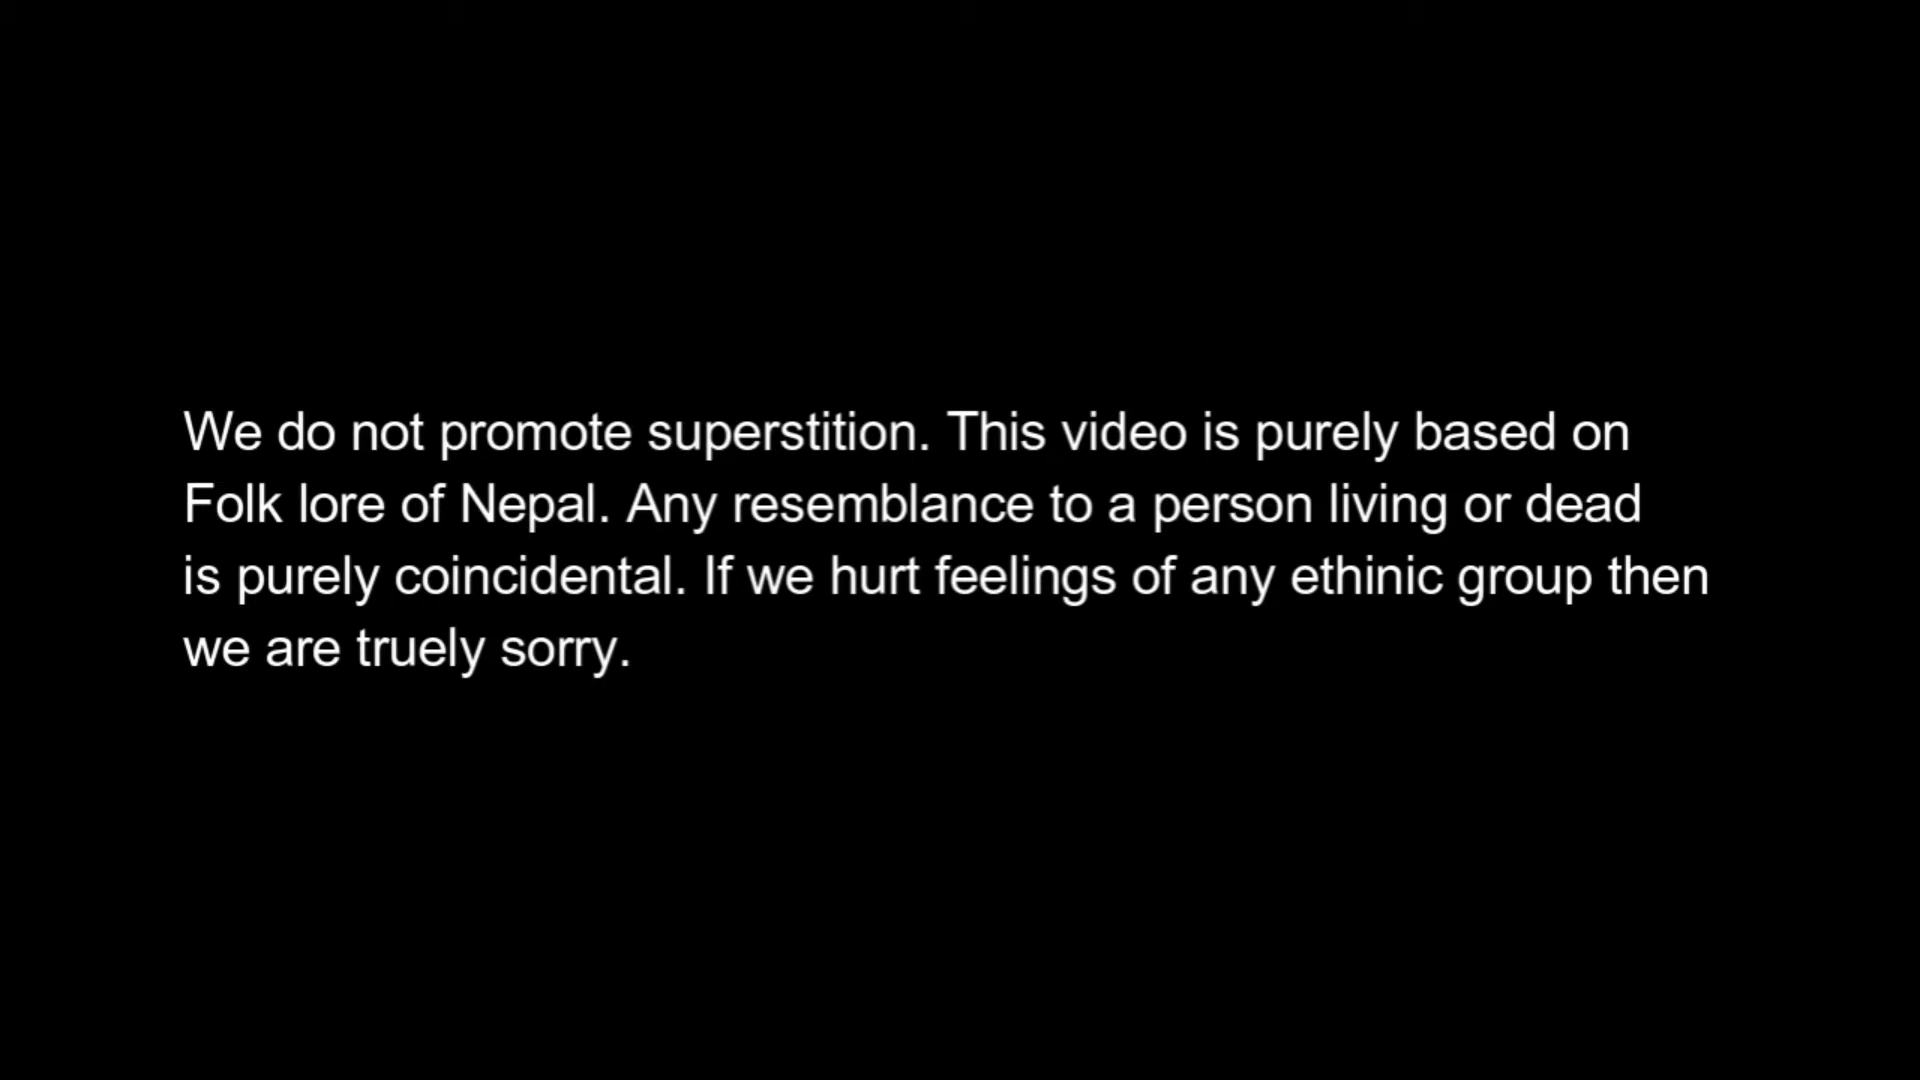 We do not promote superstition. This video is purely based on
Folk lore of Nepal. Any resemblance to a person living or dead
is purely coincidental. If we hurt feelings of any ethinic group then
we are truely sorry.